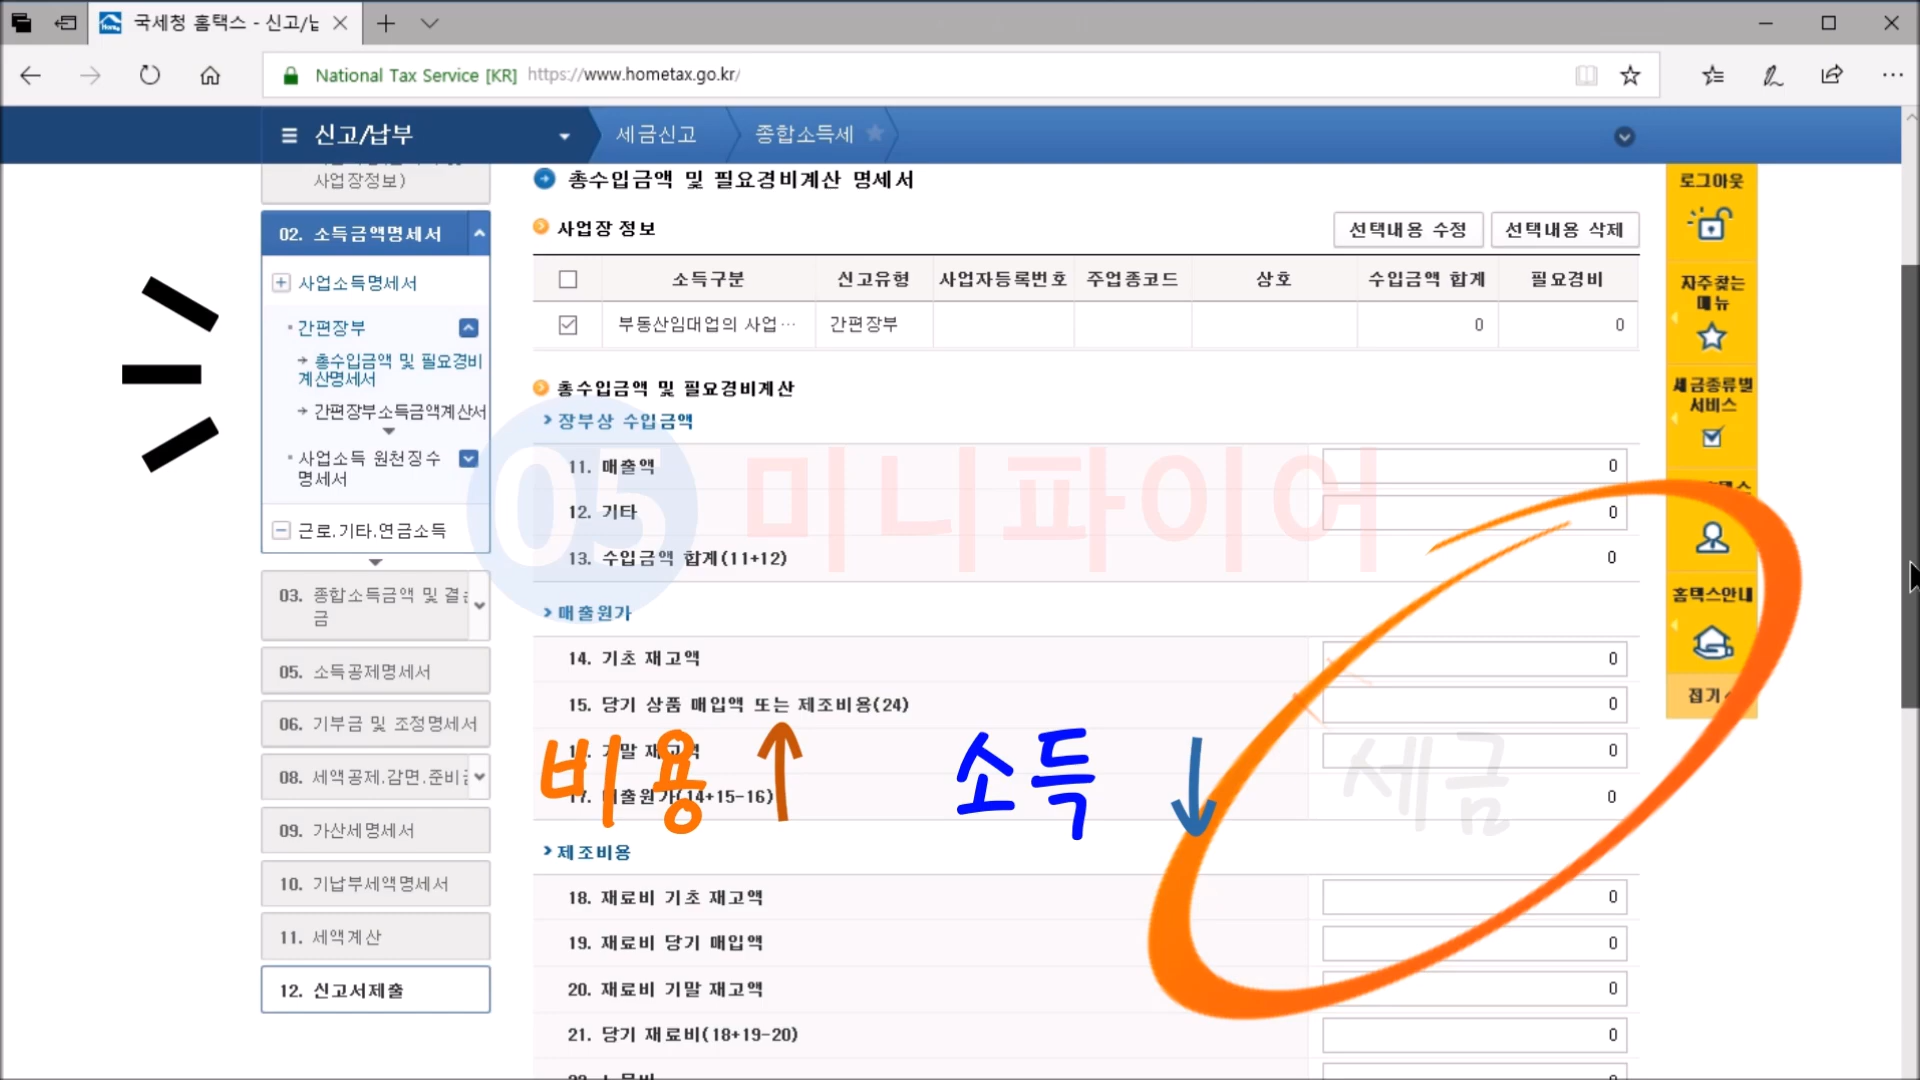 국세청 홈택스 - 신고/납
National Tax Service [KR] https://www.hometax.go.kr/
신고/납부
세금신고
종합소득세
사업장정보)
02. 소득금액명세서
사업소득명세서
간편장부
총수입금액 및 필요경비
계산명세서
간편장부소득금액계산서
사업소득 원천징수
명세서
근로.기타.연금소득
03. 종합소득금액 및 결손
금
05. 소득공제명세서
06. 기부금 및 조정명세서
08. 세액공제.감면.준비금
09. 가산세명세서
10. 기납부세액명세서
11. 세액계산
12. 신고서제출
총수입금액 및 필요경비계산 명세서
사업장 정보
선택내용 수정 선택내용 삭제
소득구분 신고유형 사업자등록번호 주업종코드 상호 수입금액 합계 필요경비
부동산임대업의 사업… 간편장부 0 0
총수입금액 및 필요경비계산
장부상 수입금액
11. 매출액 0
12. 기타 0
13. 수입금액 합계(11+12) 0
05 미니파이어
매출원가
14. 기초 재고액 0
15. 당기 상품 매입액 또는 제조비용(24) 0
기말 재고액 0
17. 매출원가(14+15-16) 0
비용 소득 세금
제조비용
18. 재료비 기초 재고액 0
19. 재료비 당기 매입액 0
20. 재료비 기말 재고액 0
21. 당기 재료비(18+19-20) 0
로그아웃
자주찾는
메뉴
세금종류별
서비스
홈택스안내
접기